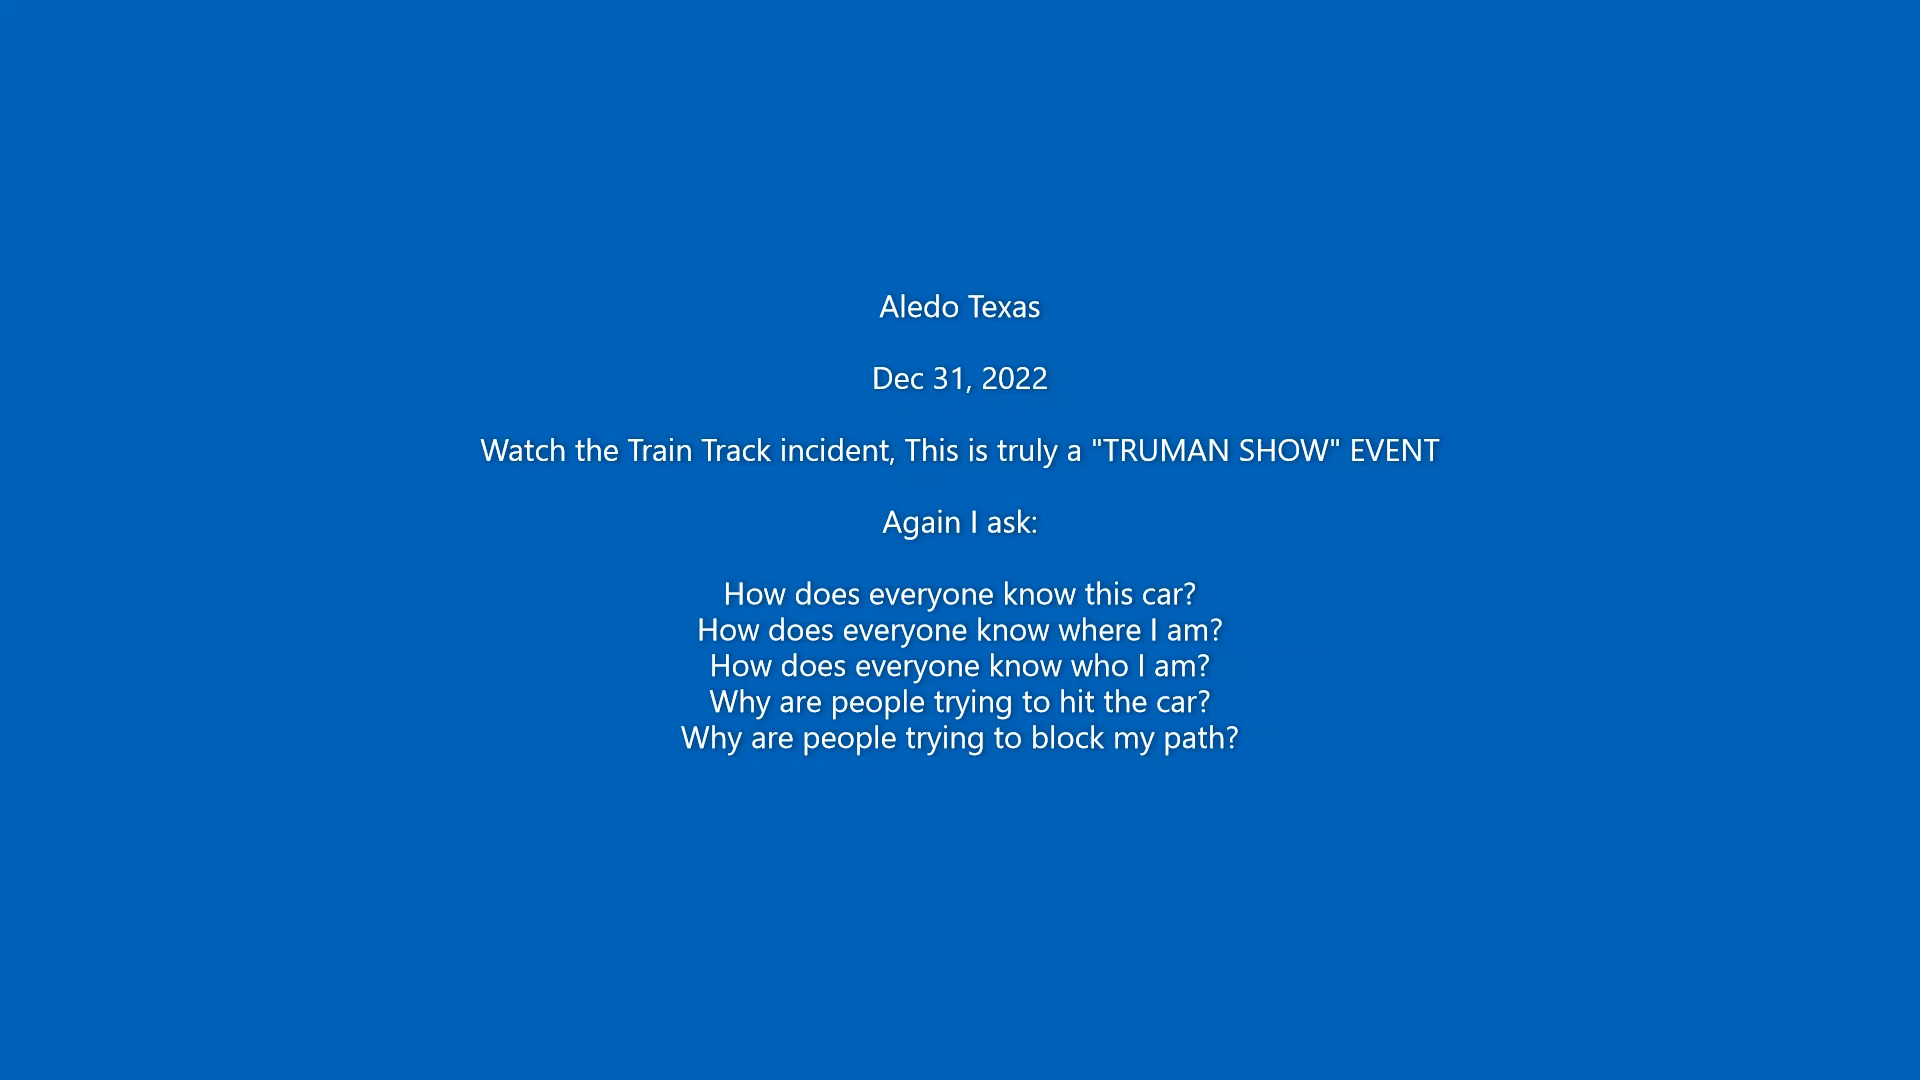 Aledo Texas
Dec 31, 2022
Watch the Train Track incident, This is truly a "TRUMAN SHOW" EVENT
Again I ask:
How does everyone know this car?
How does everyone know where I am?
How does everyone know who I am?
Why are people trying to hit the car?
Why are people trying to block my path?